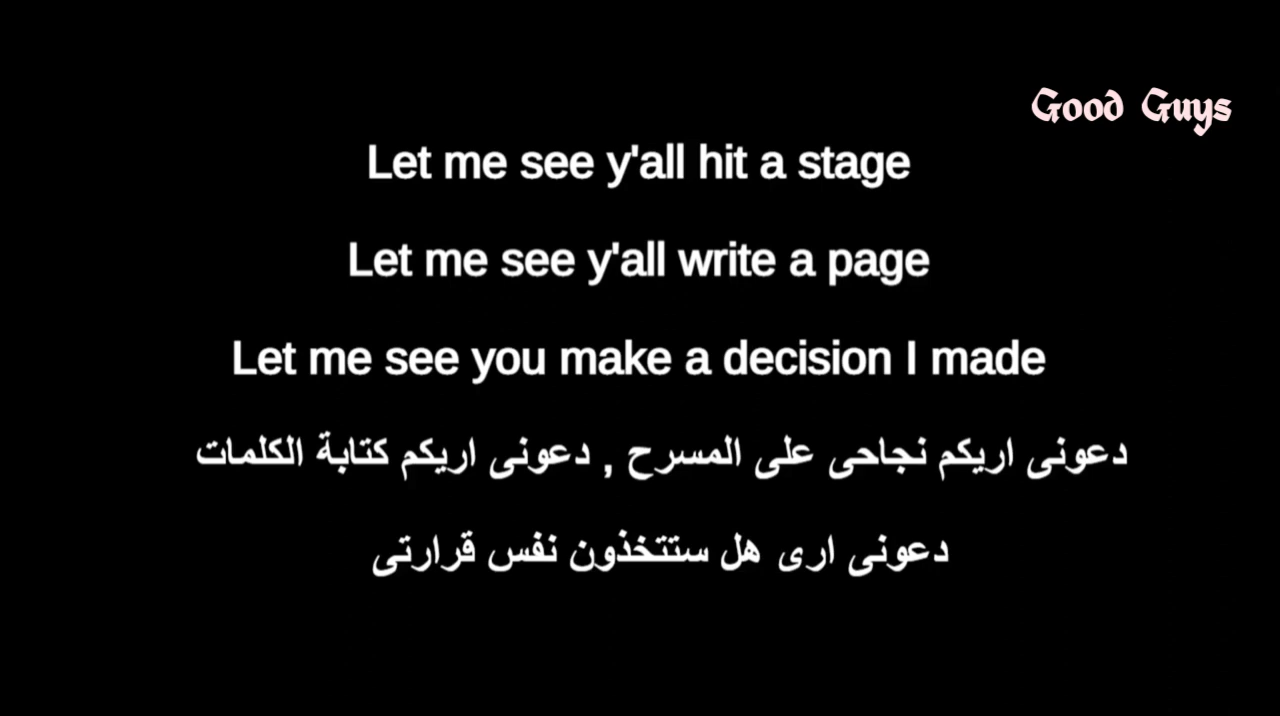 Good Guys
Let me see y'all hit a stage
Let me see y'all write a page
Let me see you make a decision I made
دعونى اريكم نجاحى على المسرح , دعونى اريكم كتابة الكلمات
دعونى ارى هل ستتخذون نفس قرارتى